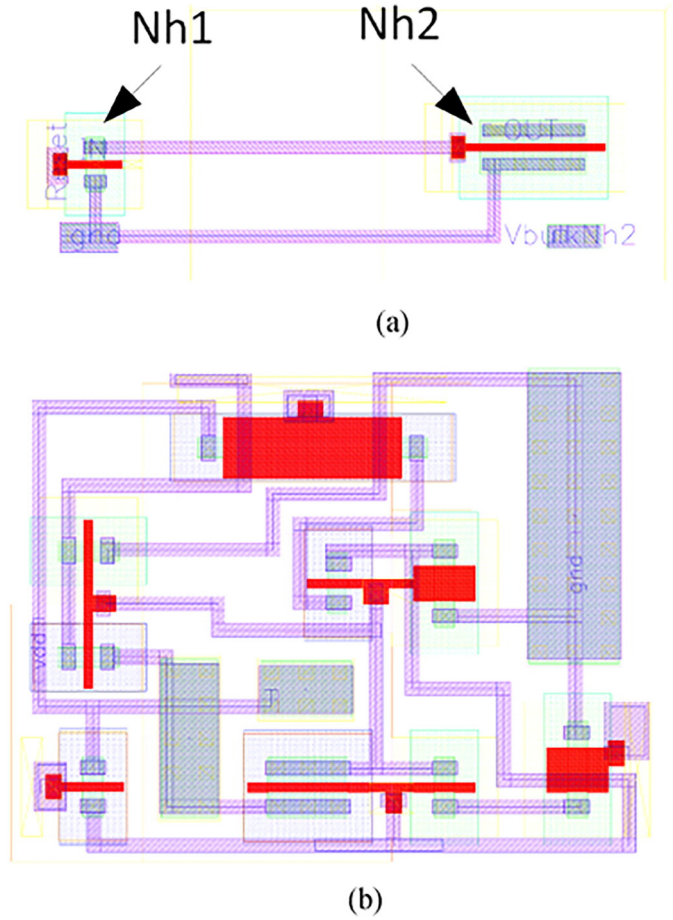 Nh1
Nh2
Reset
IN
OUT
gnd
VbulkNh2
(a)
gnd
vdd
(b)